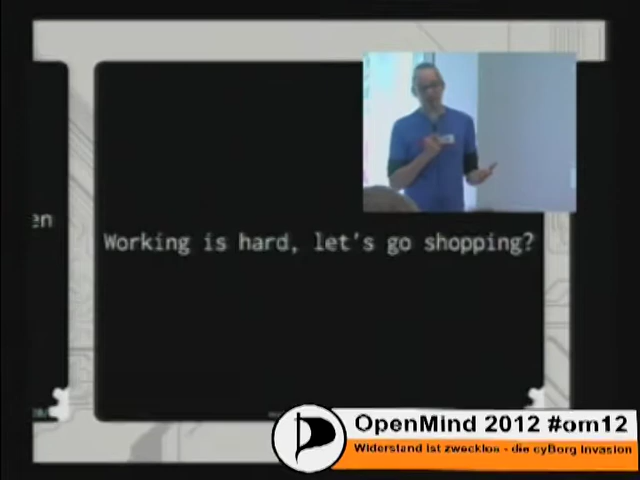 en
Working is hard, let's go shopping?
OpenMind 2012 #om12
Widerstand ist zwecklos - die cyBorg Invasion